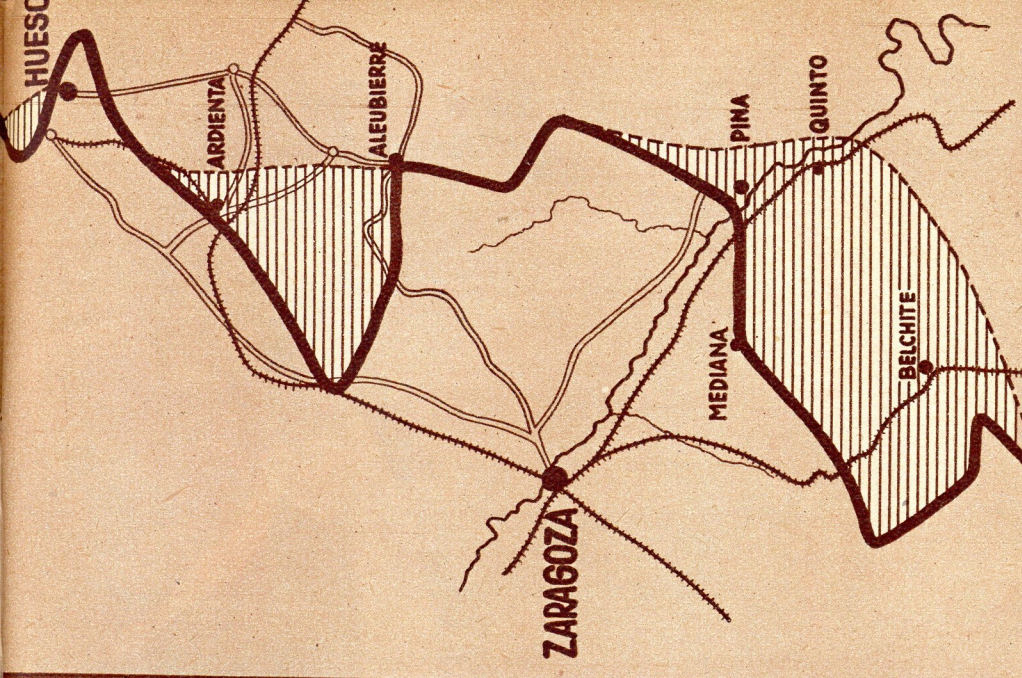 HUESC
ARDIENTA
ALEUBIERRE
PINA
QUINTO
MEDIANA
BELCHITE
ZARAGOZA